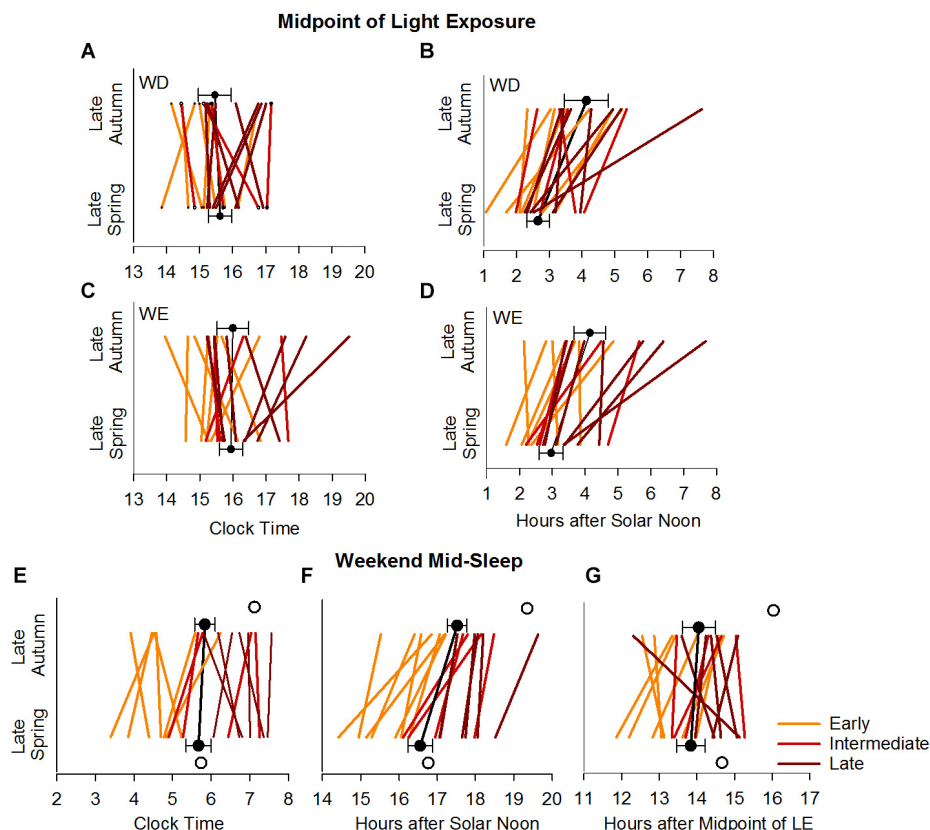 Midpoint of Light Exposure
A
B
WD
WD
Late
Autumn
Late
Autumn
Late
Spring
Late
Spring
13 14 15 16 17 18 19 20
1 2 3 4 5 6 7 8
C
D
WE
WE
Late
Autumn
Late
Autumn
Late
Spring
Late
Spring
13 14 15 16 17 18 19 20
1 2 3 4 5 6 7 8
Clock Time
Hours after Solar Noon
Weekend Mid-Sleep
E
F
G
Late
Autumn
Late
Spring
Early
Intermediate
Late
2 3 4 5 6 7 8
14 15 16 17 18 19 20
11 12 13 14 15 16 17
Clock Time
Hours after Solar Noon
Hours after Midpoint of LE